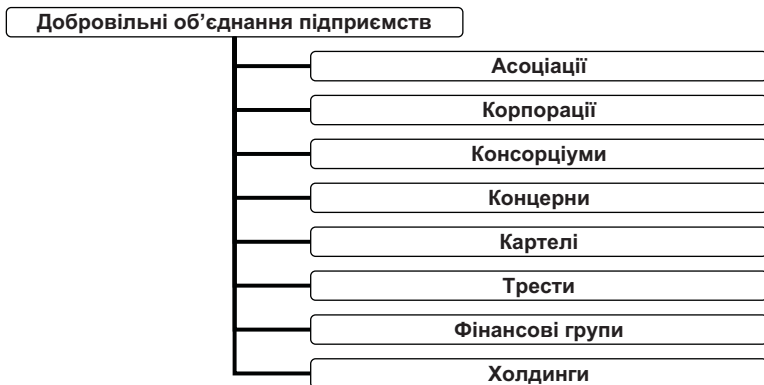 Добровільні об’єднання підприємств
Асоціації
Корпорації
Консорціуми
Концерни
Картелі
Трести
Фінансові групи
Холдинги